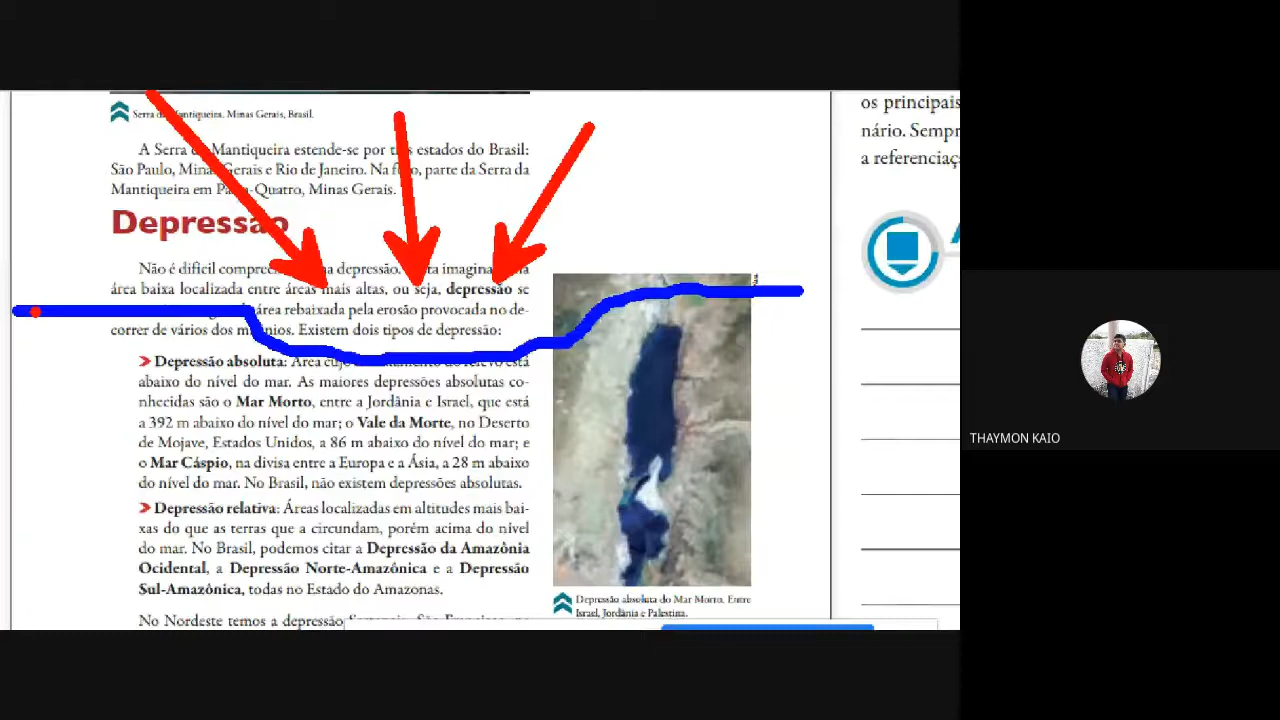 Serra da Mantiqueira. Minas Gerais, Brasil.
A Serra da Mantiqueira estende-se por três estados do Brasil:
São Paulo, Minas Gerais e Rio de Janeiro. Na foto, parte da Serra da
Mantiqueira em Passa-Quatro, Minas Gerais.
Depressão
Não é difícil depressão. imagina
área baixa localizada entre áreas mais altas, ou seja, depressão se
área rebaixada pela erosão provocada no de-
correr de vários dos milênios. Existem dois tipos de depressão:
Depressão absoluta: Área relevo está
abaixo do nível do mar. As maiores depressões absolutas co-
nhecidas são o Mar Morto, entre a Jordânia e Israel, que está
a 392 m abaixo do nível do mar; o Vale da Morte, no Deserto
de Mojave, Estados Unidos, a 86 m abaixo do nível do mar; e
o Mar Cáspio, na divisa entre a Europa e a Ásia, a 28 m abaixo
do nível do mar. No Brasil, não existem depressões absolutas.
Depressão relativa: Áreas localizadas em altitudes mais bai-
xas do que as terras que a circundam, porém acima do nível
do mar. No Brasil, podemos citar a Depressão da Amazônia
Ocidental, a Depressão Norte-Amazônica e a Depressão
Sul-Amazônica, todas no Estado do Amazonas.
No Nordeste temos a depressão
Depressão absoluta do Mar Morto. Entre
Israel, Jordânia e Palestina.
os principais
nário. Sempr
a referenciaç
THAYMON KAIO